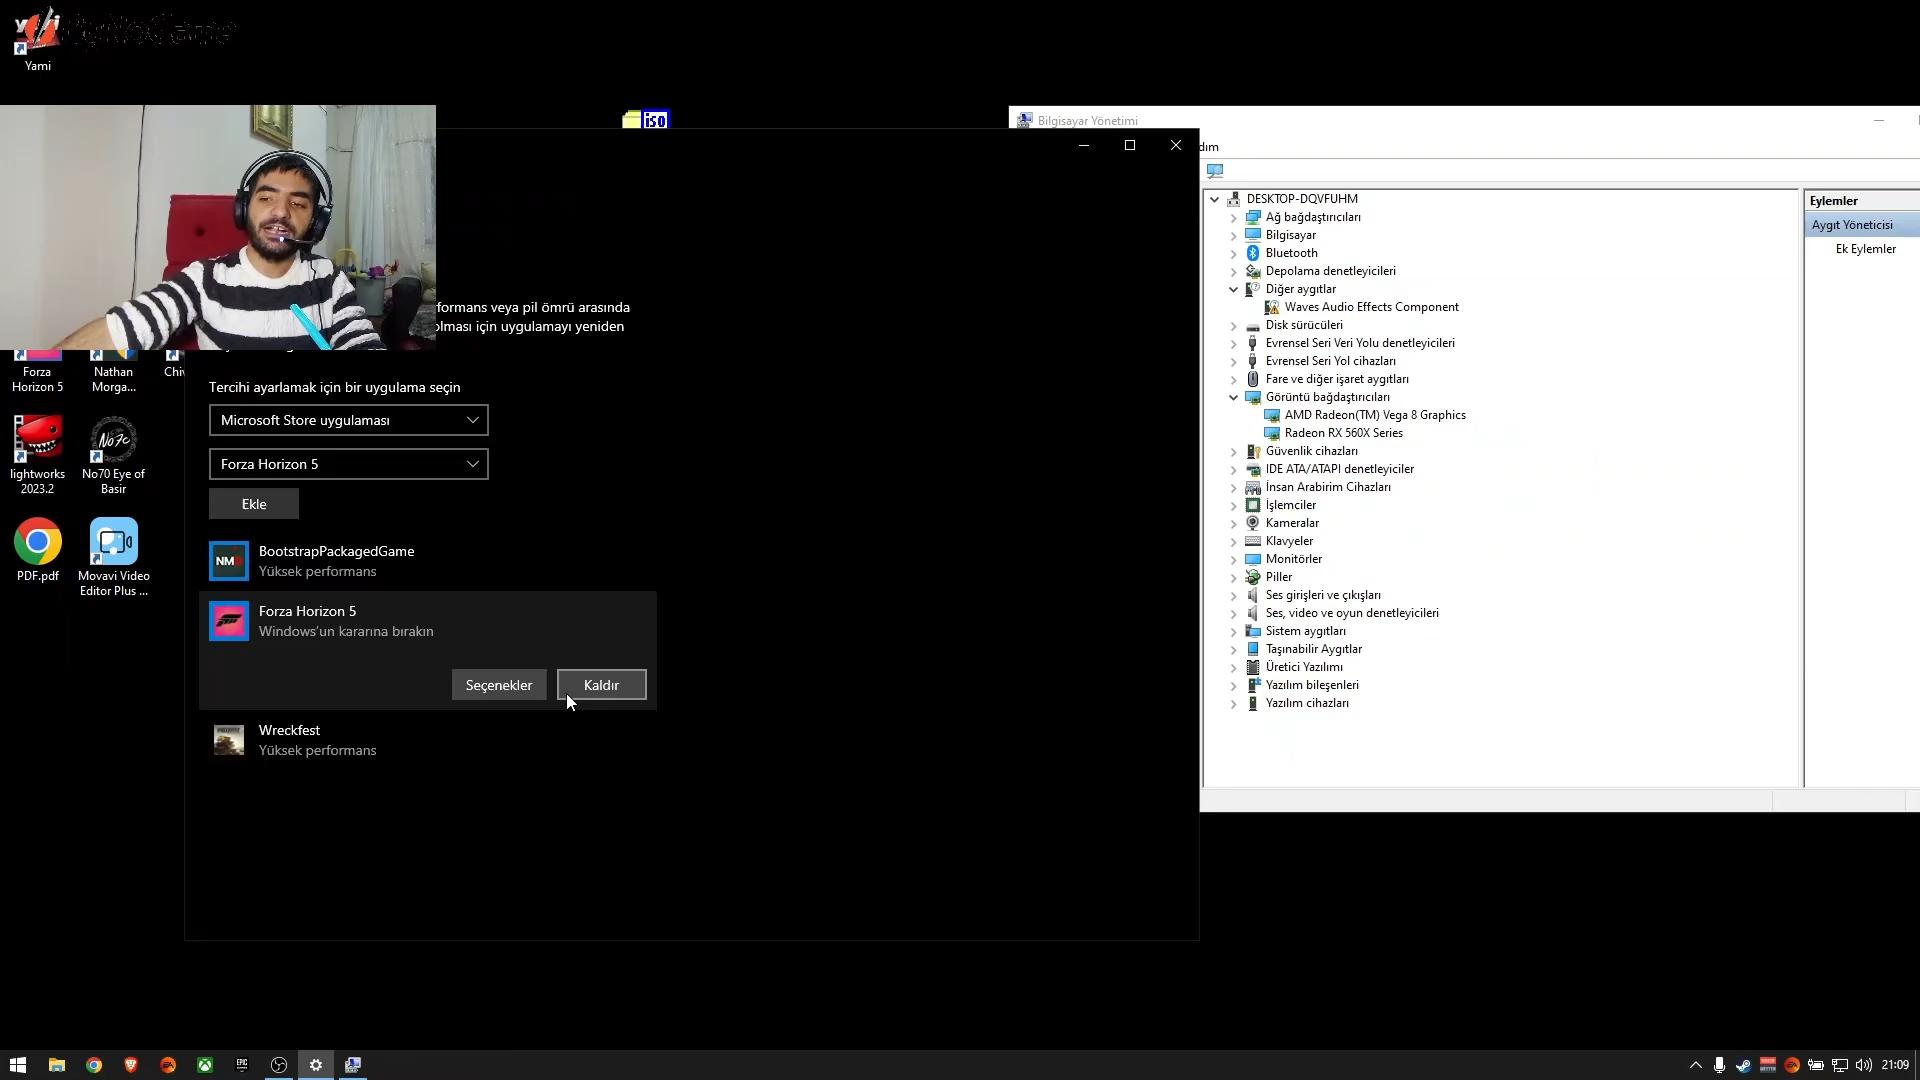 Yami
iso
Bilgisayar Yönetimi
dım
DESKTOP-DQVFUHM
Ağ bağdaştırıcıları
Bilgisayar
Bluetooth
Depolama denetleyicileri
Diğer aygıtlar
Waves Audio Effects Component
Disk sürücüleri
Evrensel Seri Veri Yolu denetleyicileri
Evrensel Seri Yol cihazları
Fare ve diğer işaret aygıtları
Görüntü bağdaştırıcıları
AMD Radeon(TM) Vega 8 Graphics
Radeon RX 560X Series
Güvenlik cihazları
IDE ATA/ATAPI denetleyiciler
İnsan Arabirim Cihazları
İşlemciler
Kameralar
Klavyeler
Monitörler
Piller
Ses girişleri ve çıkışları
Ses, video ve oyun denetleyicileri
Sistem aygıtları
Taşınabilir Aygıtlar
Üretici Yazılımı
Yazılım bileşenleri
Yazılım cihazları
Eylemler
Aygıt Yöneticisi
Ek Eylemler
formans veya pil ömrü arasında
olması için uygulamayı yeniden
Tercihi ayarlamak için bir uygulama seçin
Microsoft Store uygulaması
Forza Horizon 5
Ekle
NM
BootstrapPackagedGame
Yüksek performans
Forza Horizon 5
Windows'un kararına bırakın
Seçenekler
Kaldır
Wreckfest
Yüksek performans
Forza
Horizon 5
Nathan
Morga...
Chiv
lightworks
2023.2
No70 Eye of
Basir
PDF.pdf
Movavi Video
Editor Plus ...
EPIC
21:09